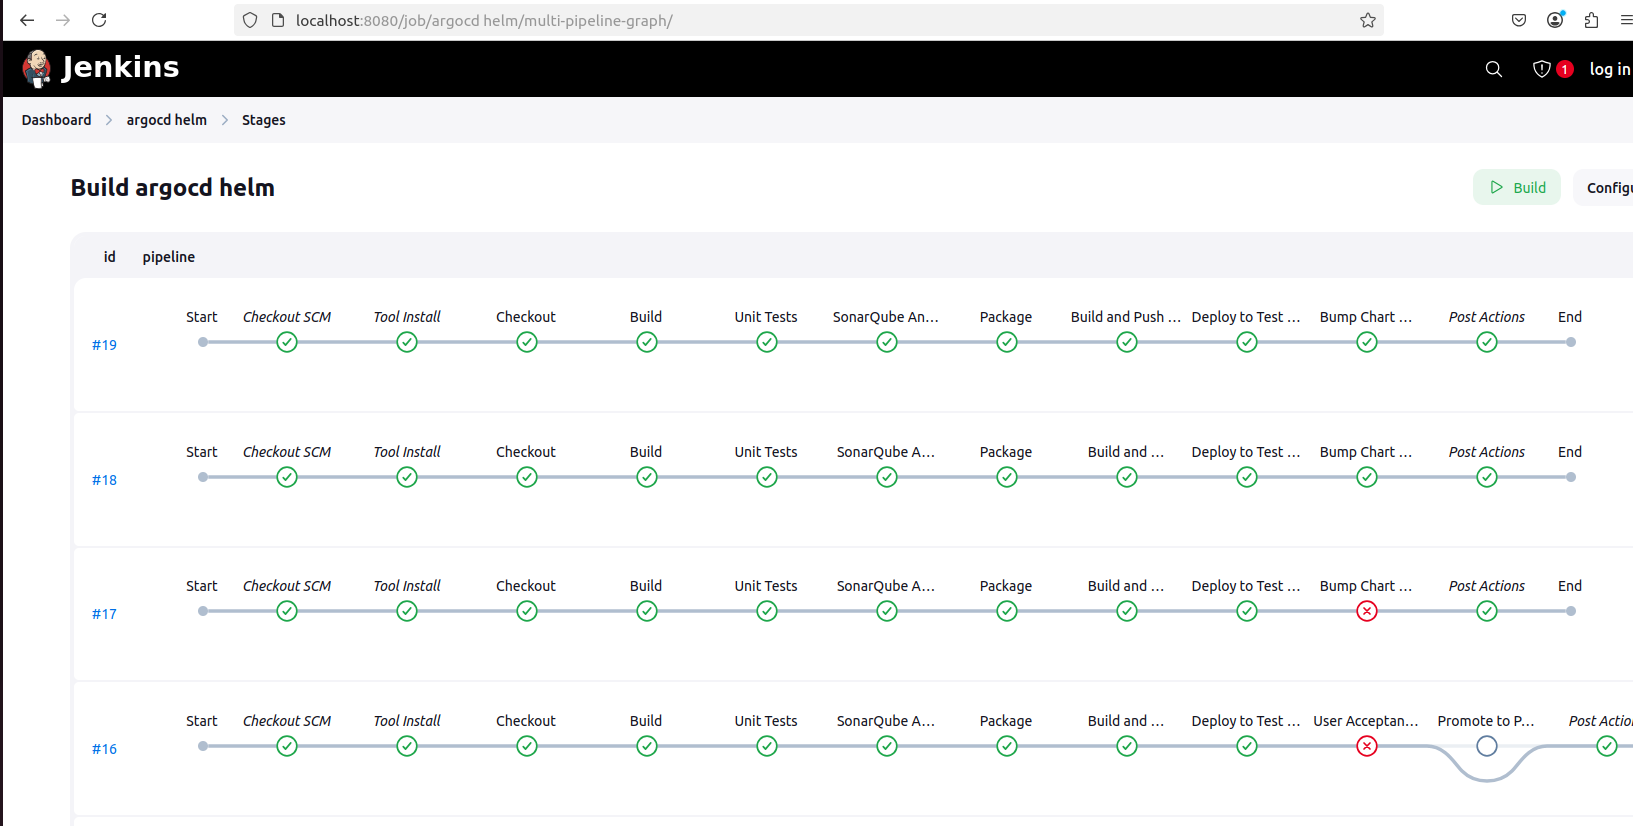 localhost:8080/job/argocd helm/multi-pipeline-graph/
Jenkins
1
log in
Dashboard
argocd helm
Stages
Build argocd helm
Build
Configu
id pipeline
Start Checkout SCM Tool Install Checkout Build Unit Tests SonarQube An... Package Build and Push ... Deploy to Test ... Bump Chart ... Post Actions End
#19
Start Checkout SCM Tool Install Checkout Build Unit Tests SonarQube A... Package Build and ... Deploy to Test ... Bump Chart ... Post Actions End
#18
Start Checkout SCM Tool Install Checkout Build Unit Tests SonarQube A... Package Build and ... Deploy to Test ... Bump Chart ... Post Actions End
#17
Start Checkout SCM Tool Install Checkout Build Unit Tests SonarQube A... Package Build and ... Deploy to Test ... User Acceptan... Promote to P... Post Actio
#16